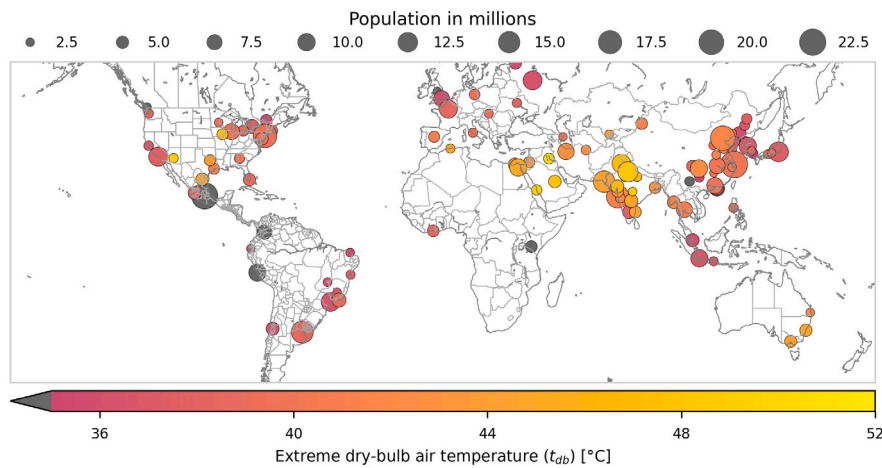 Population in millions
2.5 5.0 7.5 10.0 12.5 15.0 17.5 20.0 22.5
36 40 44 48 52
Extreme dry-bulb air temperature (t_db) [°C]